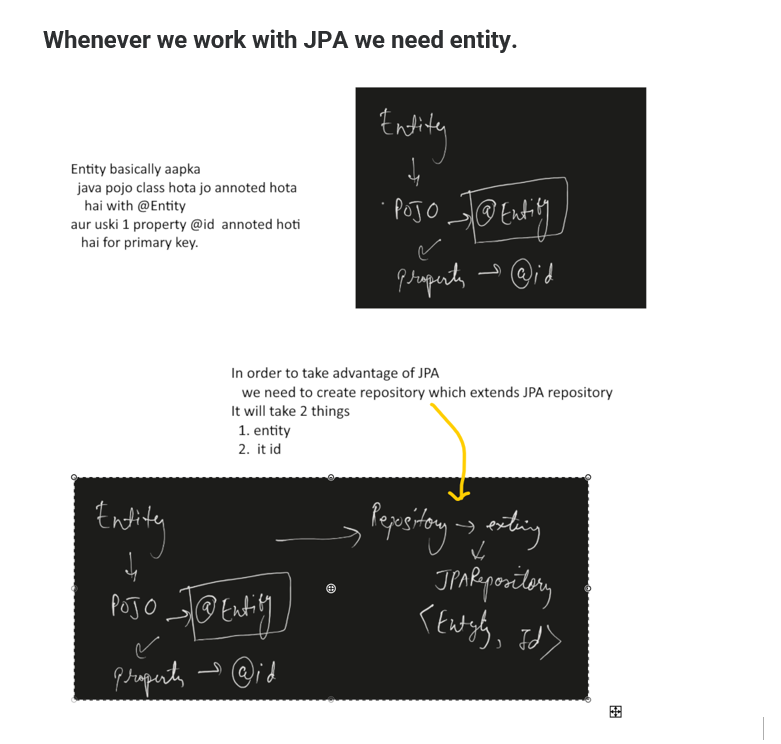 Whenever we work with JPA we need entity.
Entity basically aapka
java pojo class hota jo annoted hota
hai with @Entity
aur uski 1 property @id annoted hoti
hai for primary key.
Entity
POJO → @Entity
property → @id
In order to take advantage of JPA
we need to create repository which extends JPA repository
It will take 2 things
1. entity
2. it id
Entity
POJO → @Entity
property → @id
Repository →
JPARepository
<Entity, Id>